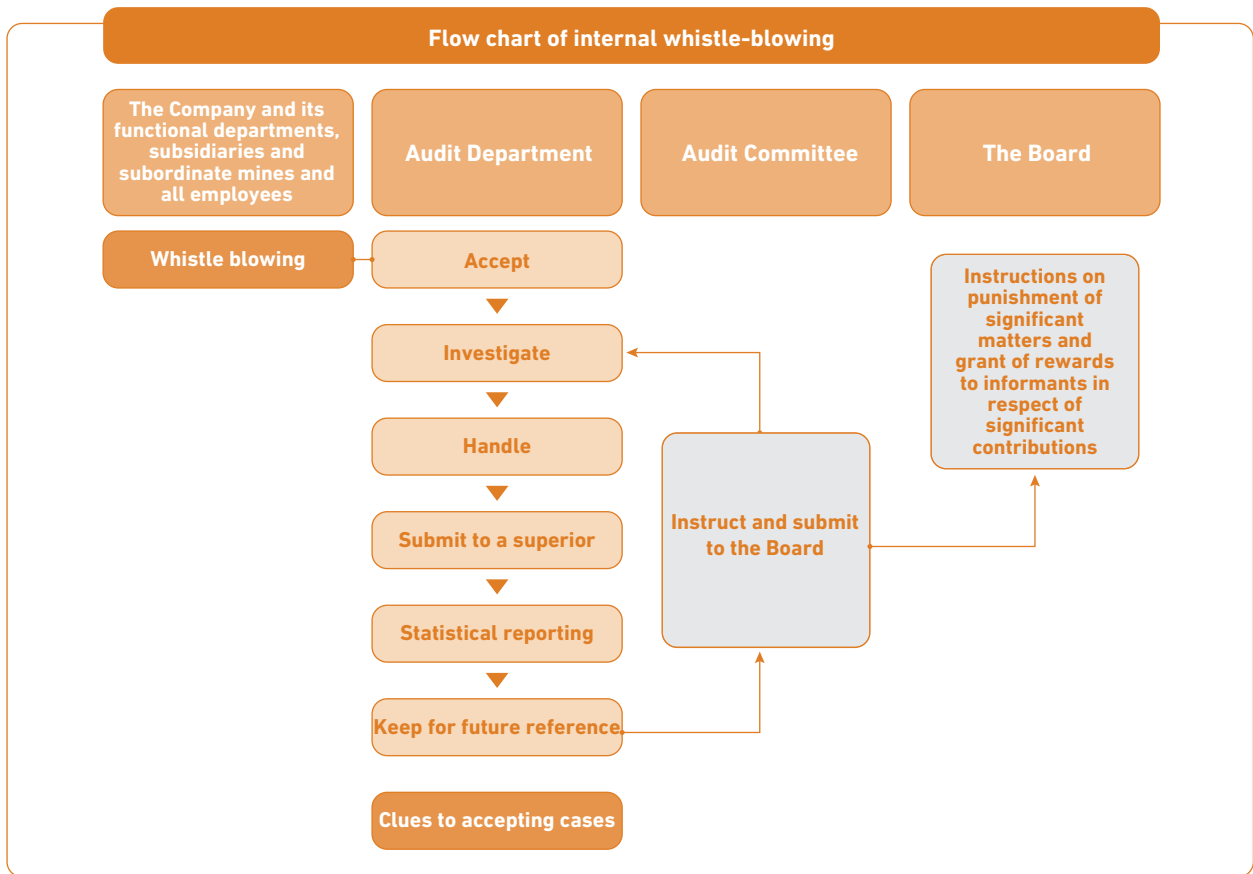 Flow chart of internal whistle-blowing
The Company and its
functional departments,
subsidiaries and
subordinate mines and
all employees
Audit Department
Audit Committee
The Board
Whistle blowing
Accept
Investigate
Handle
Submit to a superior
Statistical reporting
Keep for future reference
Clues to accepting cases
Instruct and submit
to the Board
Instructions on
punishment of
significant
matters and
grant of rewards
to informants in
respect of
significant
contributions